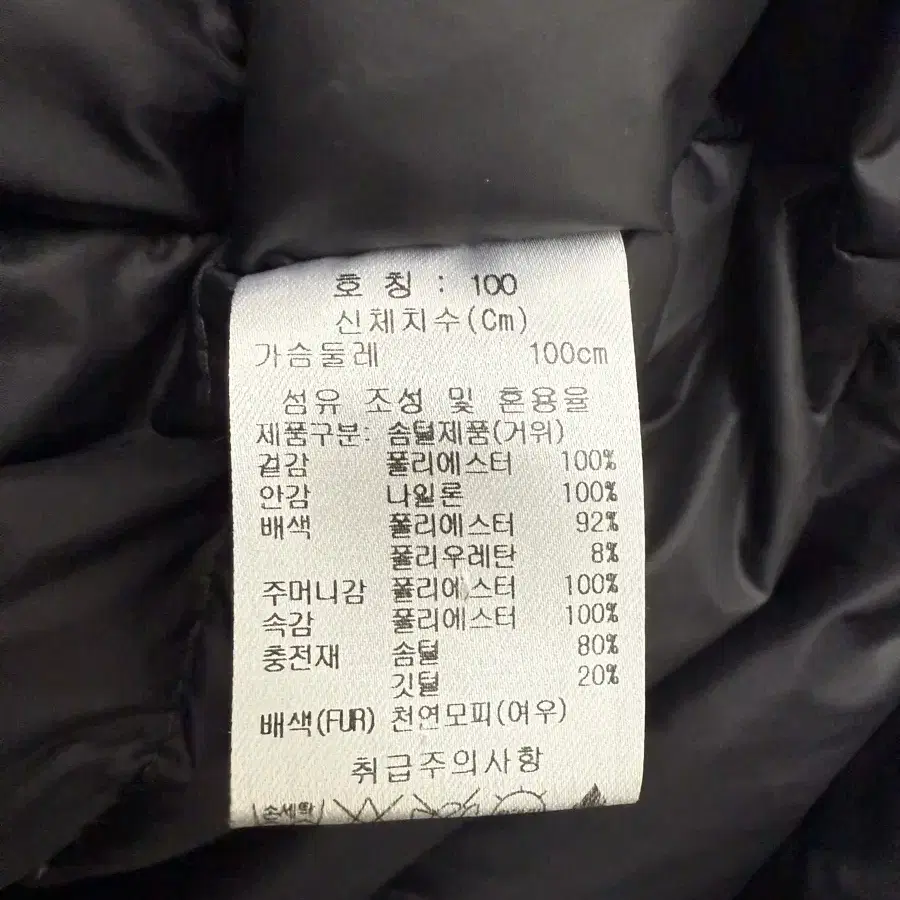 호 칭 : 100
신체치수(Cm)
가슴둘레 100cm
섬유 조성 및 혼용율
제품구분: 솜털제품(거위)
겉감 폴리에스터 100%
안감 나일론 100%
배색 폴리에스터 92%
폴리우레탄 8%
주머니감 폴리에스터 100%
속감 폴리에스터 100%
충전재 솜털 80%
깃털 20%
배색(FUR) 천연모피(여우)
취급주의사항
손세탁